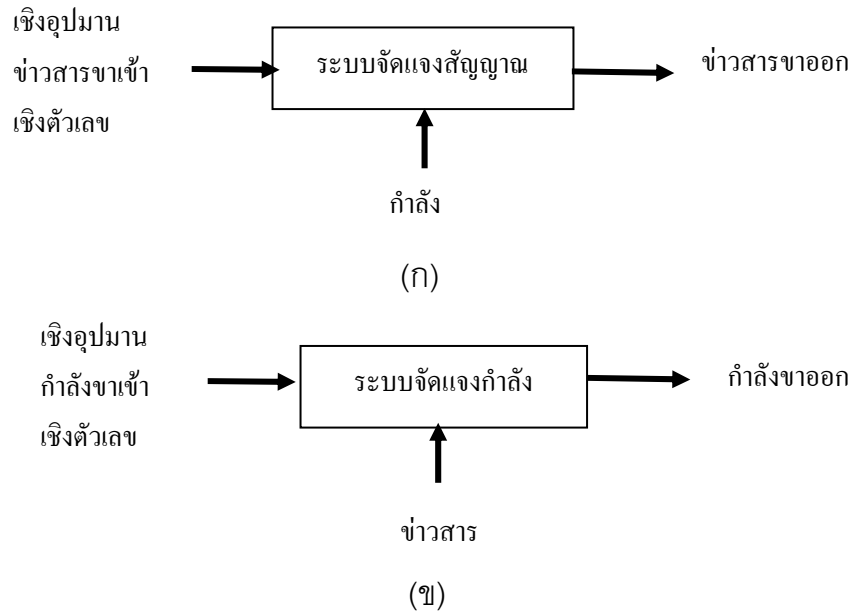 เชิงอุปมาน
ข่าวสารขาเข้า
เชิงตัวเลข
ระบบจัดแจงสัญญาณ
ข่าวสารขาออก
กำลัง
(ก)
เชิงอุปมาน
กำลังขาเข้า
เชิงตัวเลข
ระบบจัดแจงกำลัง
กำลังขาออก
ข่าวสาร
(ข)